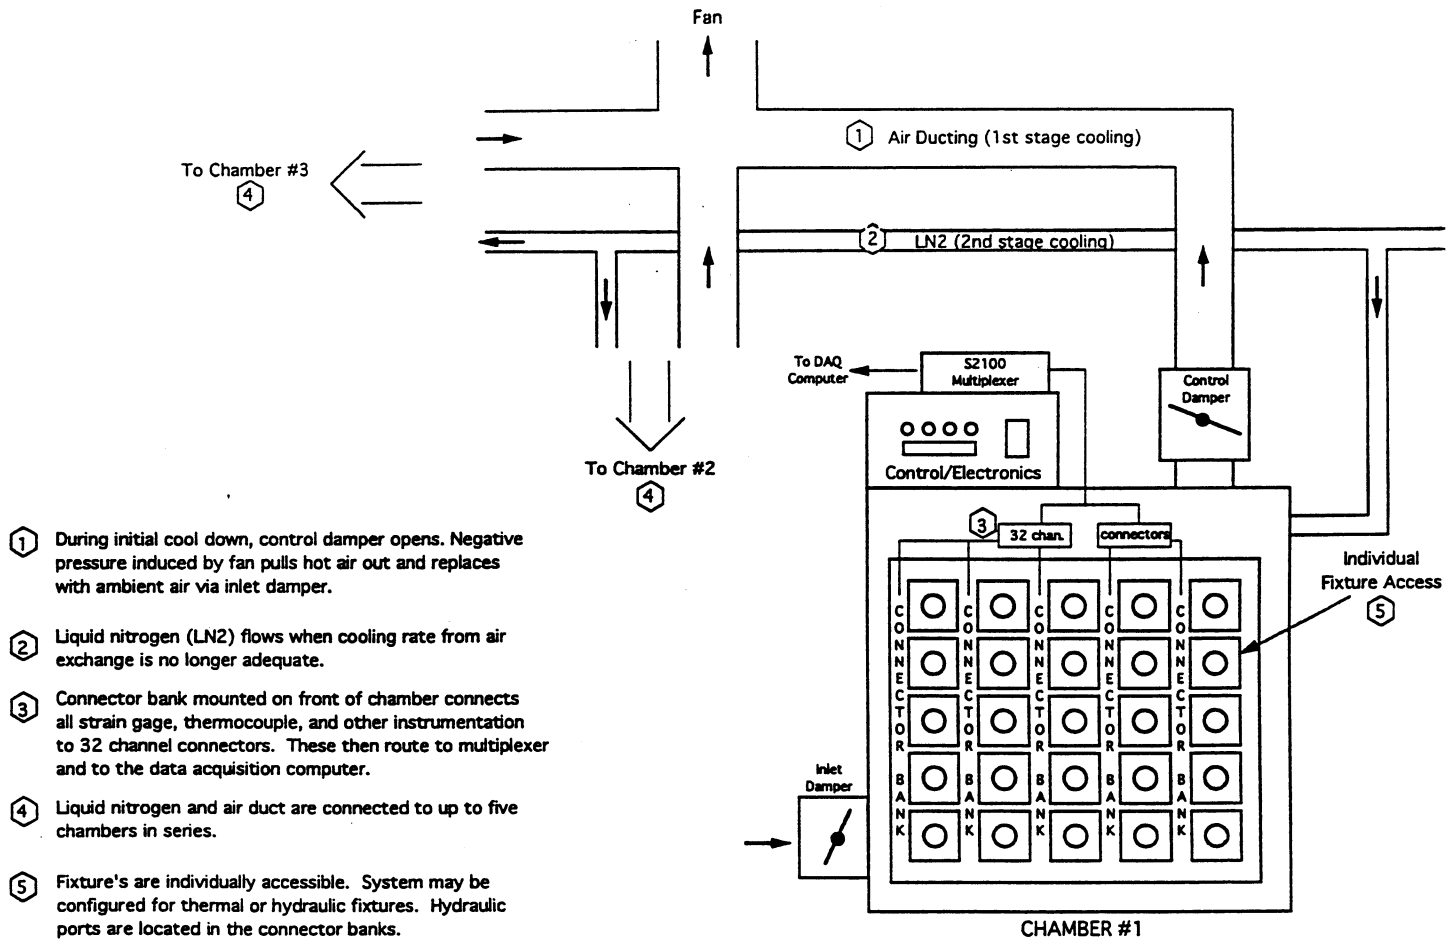 Fan
1 Air Ducting (1st stage cooling)
To Chamber #3
4
2 LN2 (2nd stage cooling)
To DAQ
Computer
S2100
Multiplexer
Control
Damper
Control/Electronics
To Chamber #2
4
3
32 chan.
connectors
Individual
Fixture Access
5
CONNECTOR BANK
CONNECTOR BANK
CONNECTOR BANK
CONNECTOR BANK
CONNECTOR BANK
Inlet
Damper
CHAMBER #1
1 During initial cool down, control damper opens. Negative
pressure induced by fan pulls hot air out and replaces
with ambient air via inlet damper.
2 Liquid nitrogen (LN2) flows when cooling rate from air
exchange is no longer adequate.
3 Connector bank mounted on front of chamber connects
all strain gage, thermocouple, and other instrumentation
to 32 channel connectors. These then route to multiplexer
and to the data acquisition computer.
4 Liquid nitrogen and air duct are connected to up to five
chambers in series.
5 Fixture's are individually accessible. System may be
configured for thermal or hydraulic fixtures. Hydraulic
ports are located in the connector banks.